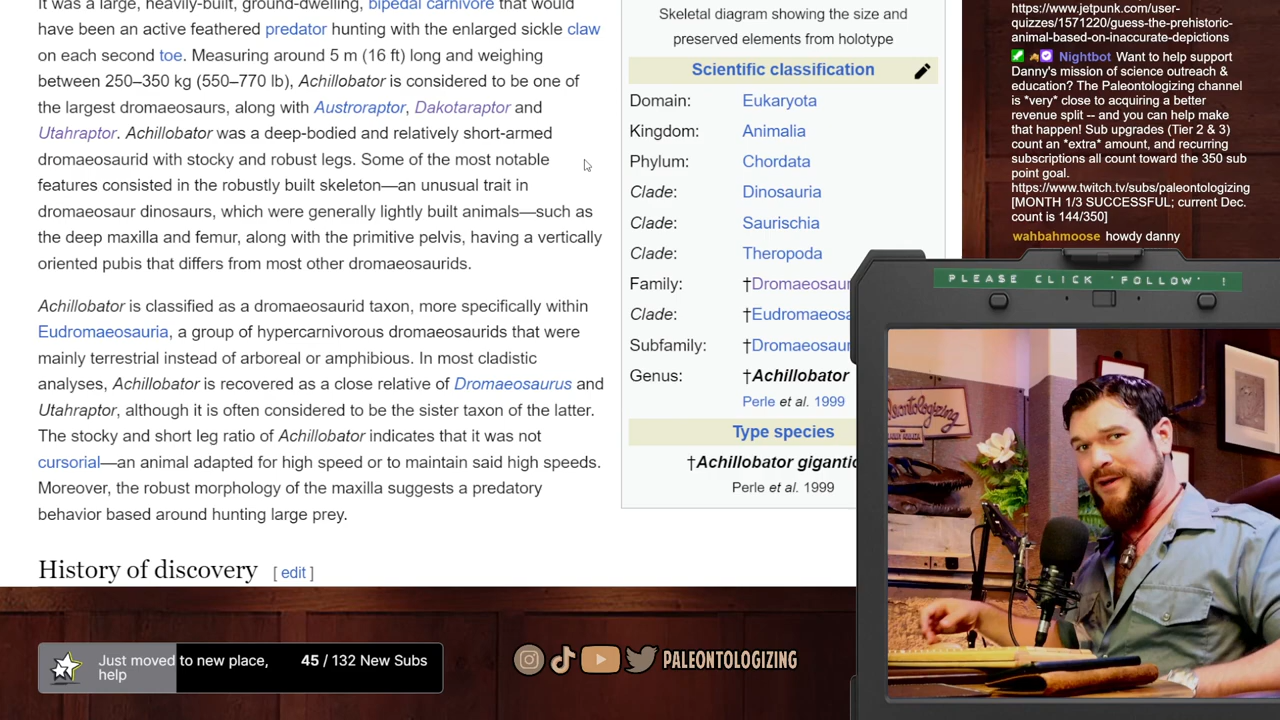 It was a large, heavily-built, ground-dwelling, bipedal carnivore that would
have been an active feathered predator hunting with the enlarged sickle claw
on each second toe. Measuring around 5 m (16 ft) long and weighing
between 250–350 kg (550–770 lb), Achillobator is considered to be one of
the largest dromaeosaurs, along with Austroraptor, Dakotaraptor and
Utahraptor. Achillobator was a deep-bodied and relatively short-armed
dromaeosaurid with stocky and robust legs. Some of the most notable
features consisted in the robustly built skeleton—an unusual trait in
dromaeosaur dinosaurs, which were generally lightly built animals—such as
the deep maxilla and femur, along with the primitive pelvis, having a vertically
oriented pubis that differs from most other dromaeosaurids.
Achillobator is classified as a dromaeosaurid taxon, more specifically within
Eudromaeosauria, a group of hypercarnivorous dromaeosaurids that were
mainly terrestrial instead of arboreal or amphibious. In most cladistic
analyses, Achillobator is recovered as a close relative of Dromaeosaurus and
Utahraptor, although it is often considered to be the sister taxon of the latter.
The stocky and short leg ratio of Achillobator indicates that it was not
cursorial—an animal adapted for high speed or to maintain said high speeds.
Moreover, the robust morphology of the maxilla suggests a predatory
behavior based around hunting large prey.
History of discovery [ edit ]
Skeletal diagram showing the size and
preserved elements from holotype
Scientific classification
Domain: Eukaryota
Kingdom: Animalia
Phylum: Chordata
Clade: Dinosauria
Clade: Saurischia
Clade: Theropoda
Family: †Dromaeosaur
Clade: †Eudromaeosa
Subfamily: †Dromaeosaur
Genus: †Achillobator
Perle et al. 1999
Type species
†Achillobator gigantic
Perle et al. 1999
https://www.jetpunk.com/user-
quizzes/1571220/guess-the-prehistoric-
animal-based-on-inaccurate-depictions
Nightbot Want to help support
Danny's mission of science outreach &
education? The Paleontologizing channel
is *very* close to acquiring a better
revenue split -- and you can help make
that happen! Sub upgrades (Tier 2 & 3)
count an *extra* amount, and recurring
subscriptions all count toward the 350 sub
point goal.
https://www.twitch.tv/subs/paleontologizing
[MONTH 1/3 SUCCESSFUL; current Dec.
count is 144/350]
wahbahmoose howdy danny
PLEASE CLICK 'FOLLOW' !
Just moved to new place, 45 / 132 New Subs
help
PALEONTOLOGIZING